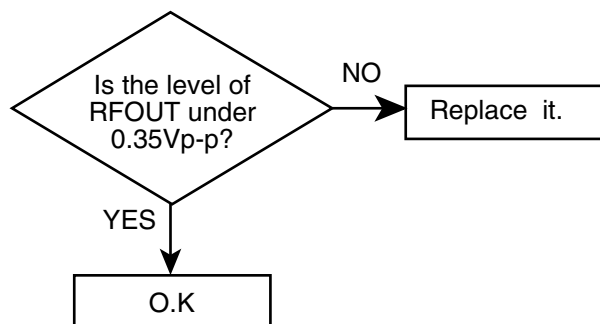 Is the level of
RFOUT under
0.35Vp-p?
NO
Replace it.
YES
O.K